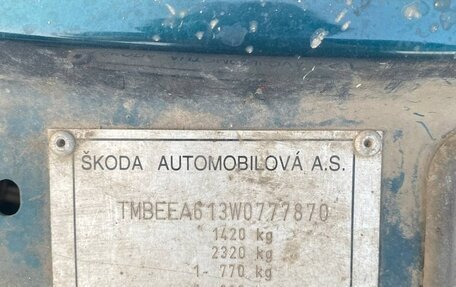 ŠKODA AUTOMOBILOVÁ A.S.
TMBEEA613W0777870
1420 kg
2320 kg
1- 770 kg